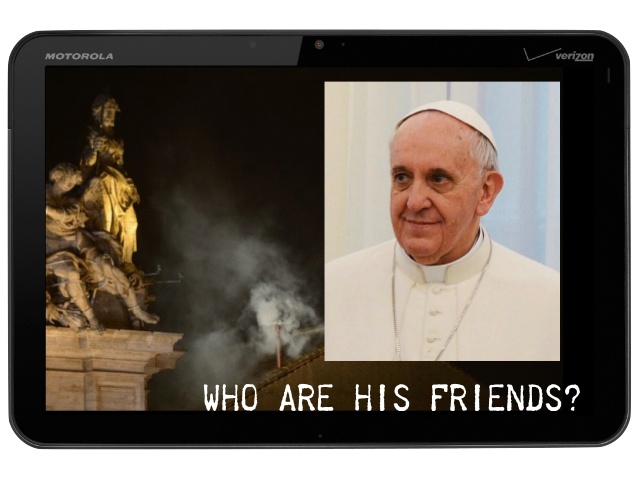 MOTOROLA
verizon
WHO ARE HIS FRIENDS?